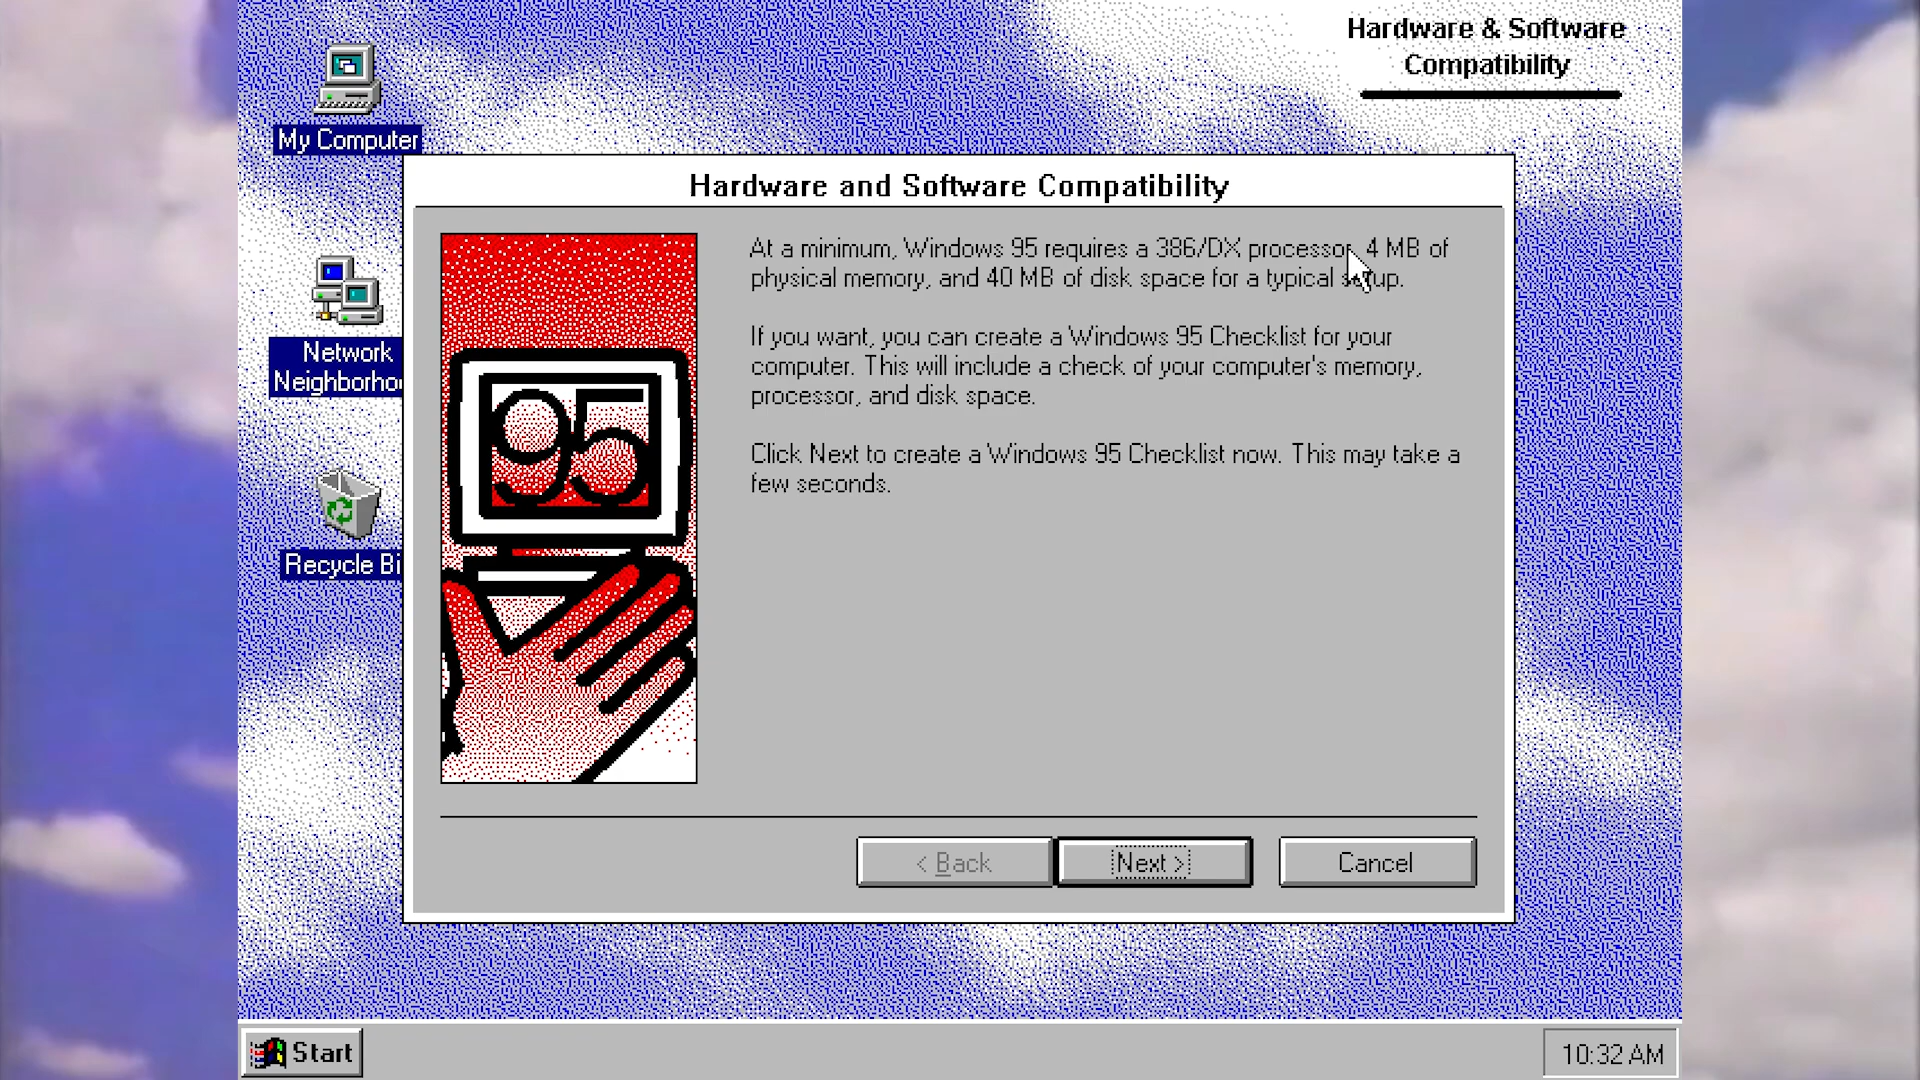 Hardware & Software
Compatibility
My Computer
Network
Neighborhoo
Recycle Bi
Hardware and Software Compatibility
At a minimum, Windows 95 requires a 386/DX processor, 4 MB of
physical memory, and 40 MB of disk space for a typical setup.
If you want, you can create a Windows 95 Checklist for your
computer. This will include a check of your computer's memory,
processor, and disk space.
Click Next to create a Windows 95 Checklist now. This may take a
few seconds.
95
< Back
Next >
Cancel
Start
10:32 AM